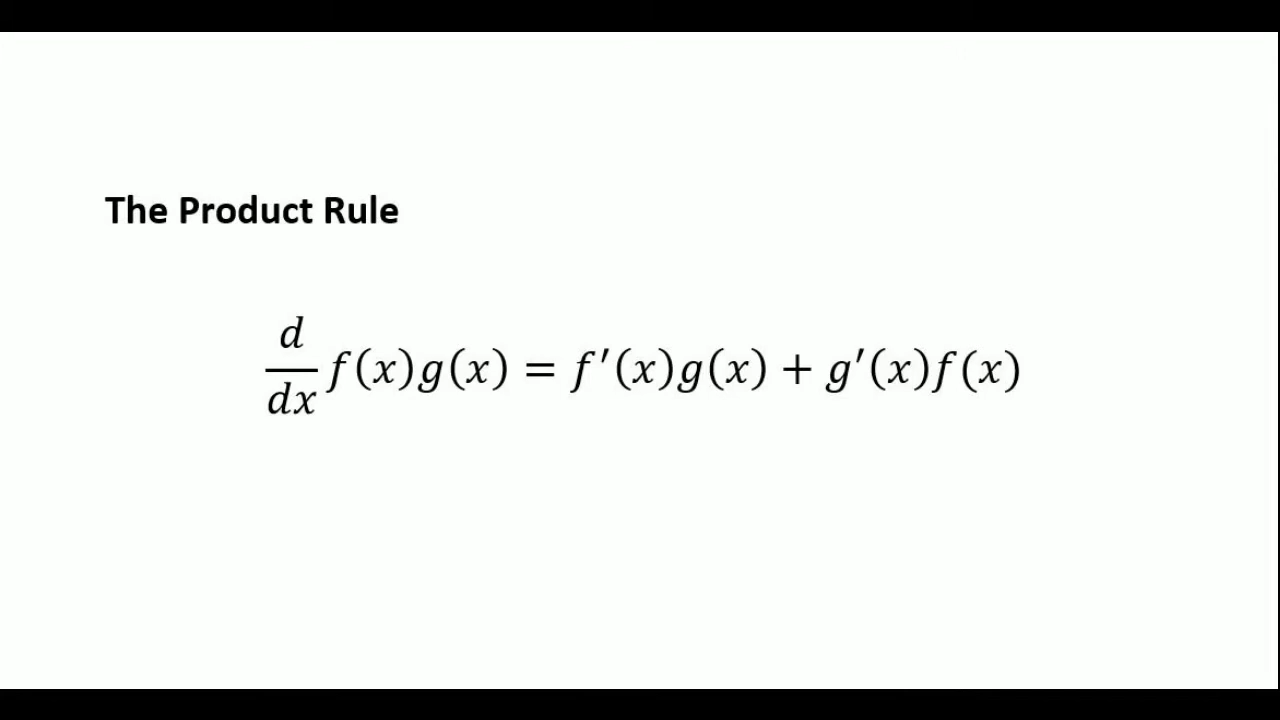 The Product Rule
d/dx f(x)g(x) = f′(x)g(x) + g′(x)f(x)